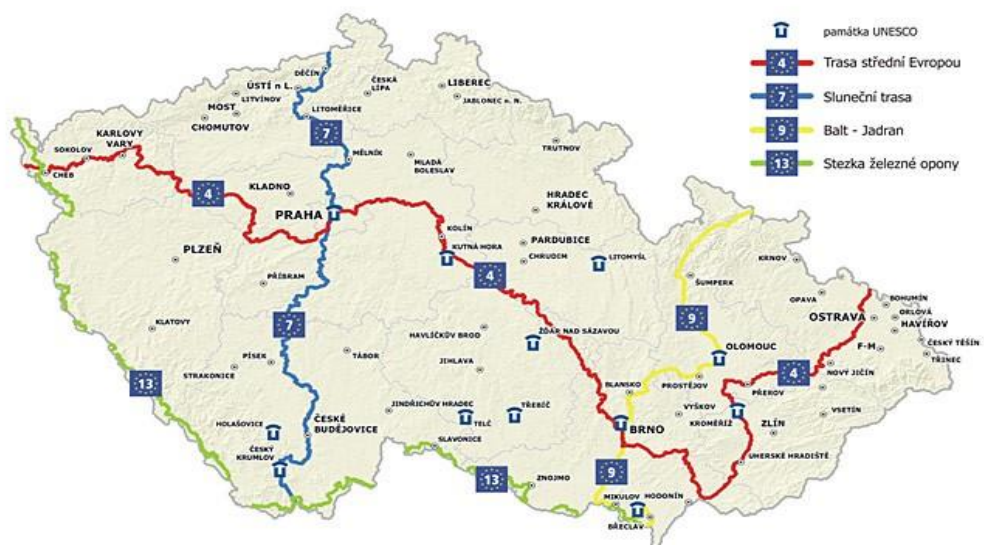 památka UNESCO
4 Trasa střední Evropou
7 Sluneční trasa
9 Balt - Jadran
13 Stezka železné opony
DĚČÍN
ÚSTÍ n L.
LITVÍNOV
MOST
CHOMUTOV
LITOMĚŘICE
ČESKÁ
LÍPA
LIBEREC
JABLONEC n. N.
7
KARLOVY
VARY
SOKOLOV
CHEB
MĚLNÍK
MLADÁ
BOLESLAV
TRUTNOV
4
KLADNO
PRAHA
HRADEC
KRÁLOVÉ
KOLÍN
KUTNÁ HORA
PARDUBICE
CHRUDIM
LITOMYŠL
PLZEŇ
PŘÍBRAM
4
ŠUMPERK
KRNOV
OPAVA
BOHUMÍN
OSTRAVA
ORLOVÁ
HAVÍŘOV
7
KLATOVY
HAVLÍČKŮV BROD
ŽĎÁR NAD SÁZAVOU
9
OLOMOUC
F-M
ČESKÝ TĚŠÍN
TŘINEC
PÍSEK
TÁBOR
STRAKONICE
JIHLAVA
13
BLANSKO
PROSTĚJOV
4
NOVÝ JIČÍN
PŘEROV
JINDŘICHŮV HRADEC
TELČ
TŘEBÍČ
VYŠKOV
KROMĚŘÍŽ
VSETÍN
HOLAŠOVICE
ČESKÉ
BUDĚJOVICE
BRNO
ZLÍN
SLAVONICE
ČESKÝ
KRUMLOV
UHERSKÉ HRADIŠTĚ
13
ZNOJMO
9
MIKULOV
HODONÍN
BŘECLAV